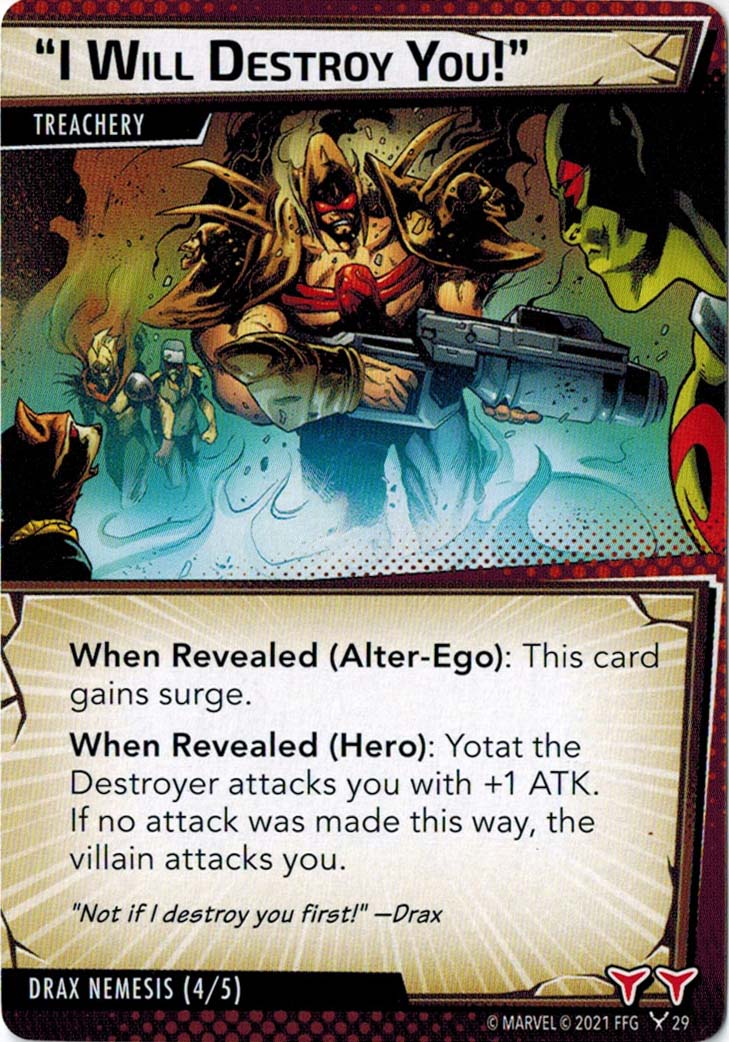 “I Will Destroy You!”
TREACHERY
When Revealed (Alter-Ego): This card
gains surge.
When Revealed (Hero): Yotat the
Destroyer attacks you with +1 ATK.
If no attack was made this way, the
villain attacks you.
"Not if I destroy you first!" —Drax
DRAX NEMESIS (4/5)
© MARVEL © 2021 FFG 29